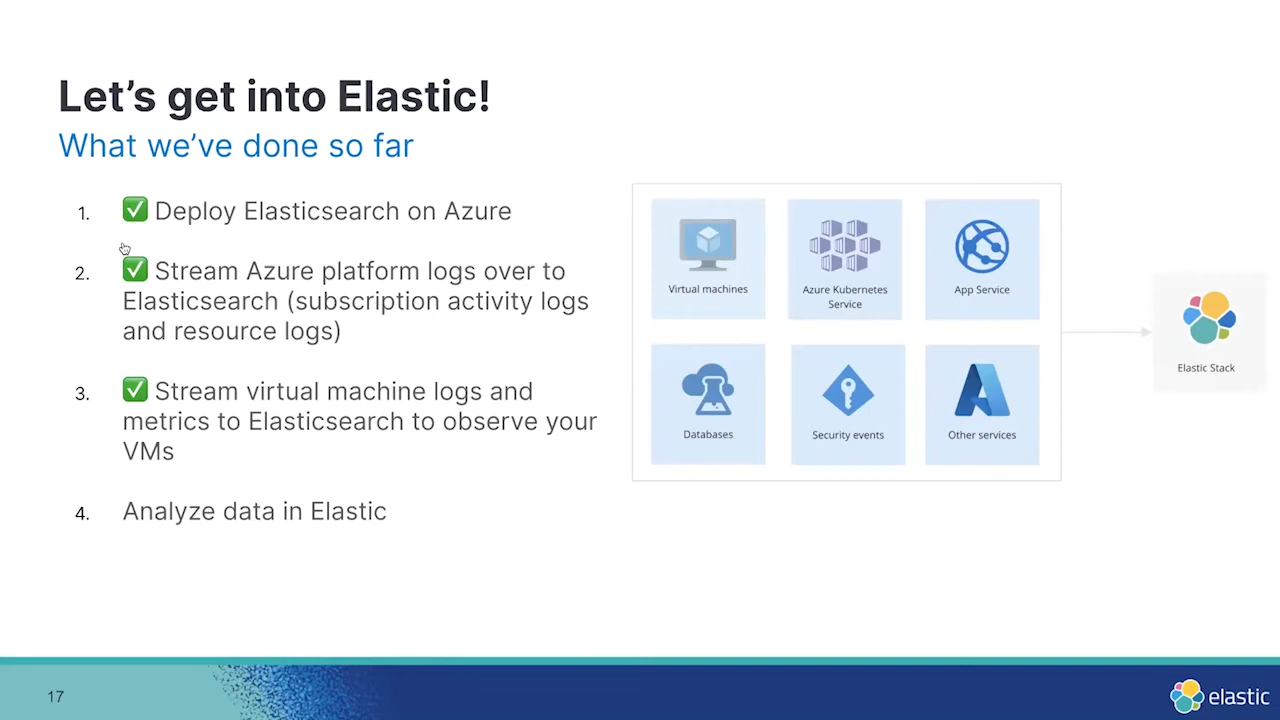 Let's get into Elastic!
What we've done so far
1. ✅ Deploy Elasticsearch on Azure
2. ✅ Stream Azure platform logs over to
Elasticsearch (subscription activity logs
and resource logs)
3. ✅ Stream virtual machine logs and
metrics to Elasticsearch to observe your
VMs
4. Analyze data in Elastic
Virtual machines
Azure Kubernetes
Service
App Service
Databases
Security events
Other services
Elastic Stack
17
elastic